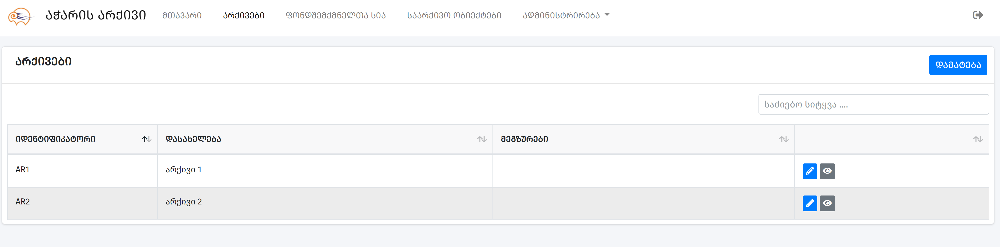 აჭარის არქივი მთავარი არქივები ფონდშემქმნელთა სია საარქივო ობიექტები ადმინისტრირება
არქივები
დამატება
საძიებო სიტყვა ....
იდენტიფიკატორი დასახელება მეგზურები
AR1 არქივი 1
AR2 არქივი 2